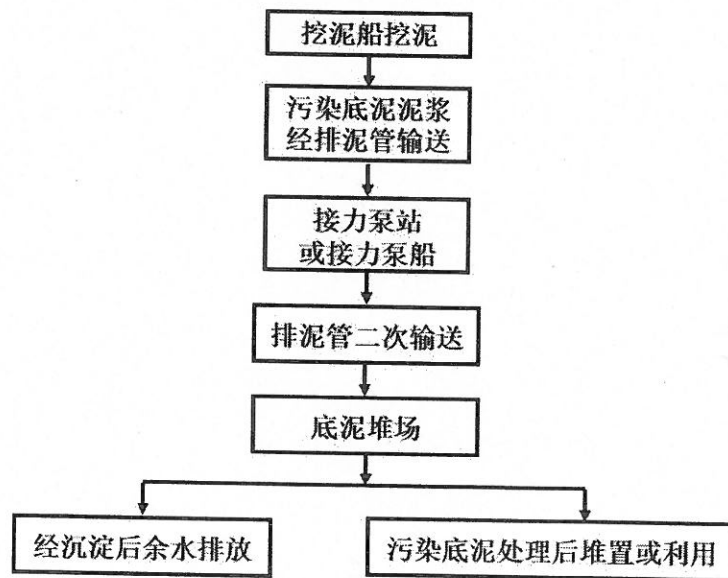 挖泥船挖泥
污染底泥泥浆
经排泥管输送
接力泵站
或接力泵船
排泥管二次输送
底泥堆场
经沉淀后余水排放
污染底泥处理后堆置或利用